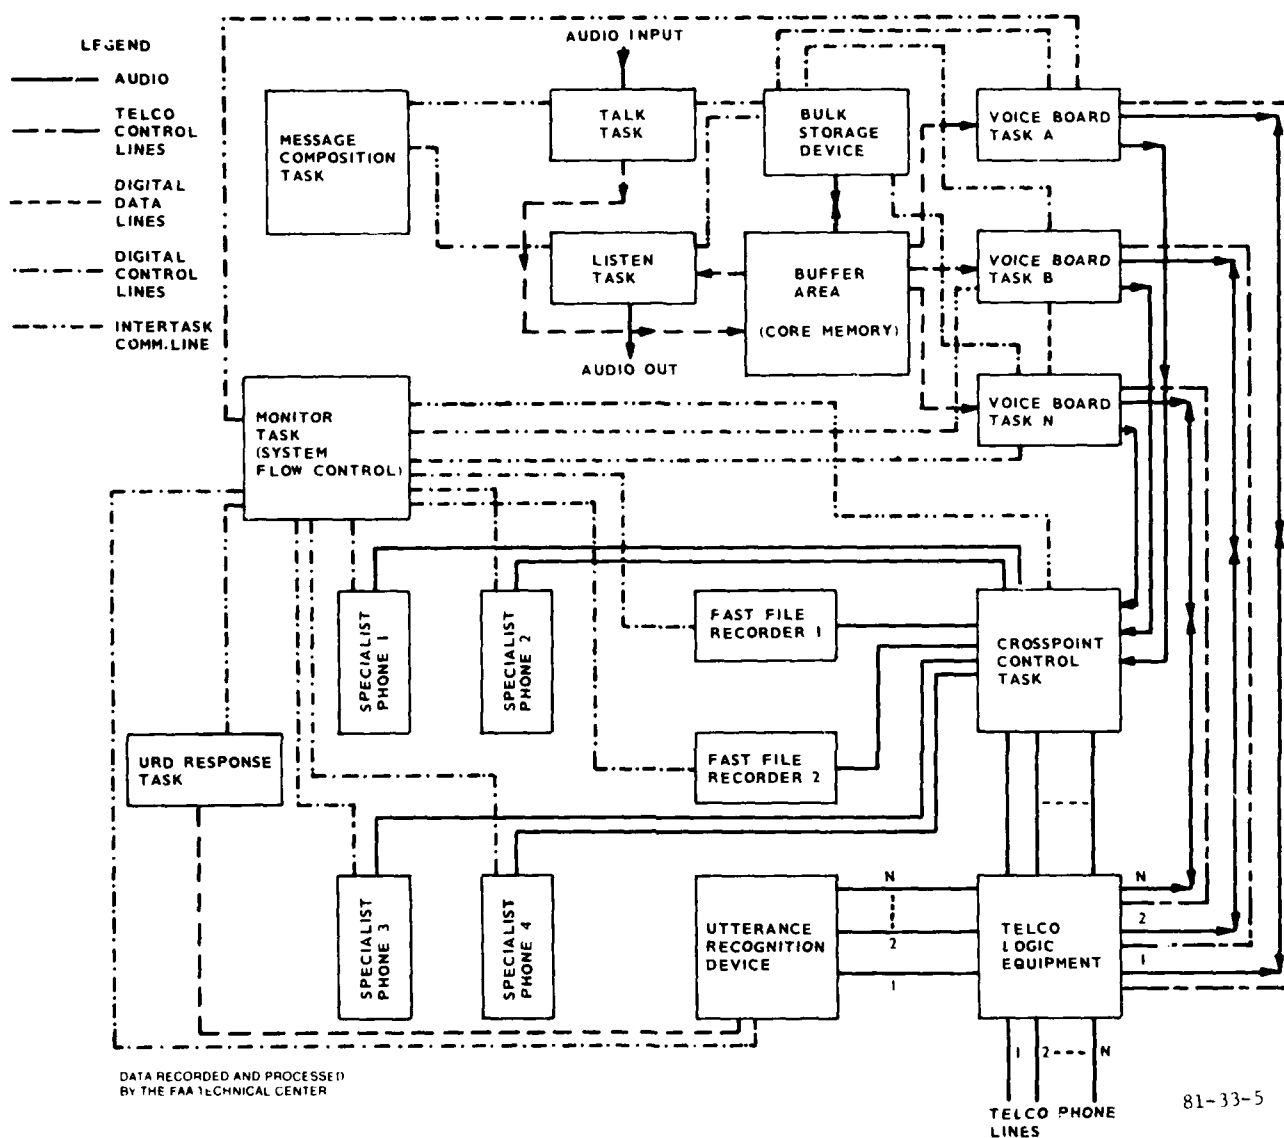 LEGEND
AUDIO
TELCO
CONTROL
LINES
DIGITAL
DATA
LINES
DIGITAL
CONTROL
LINES
INTERTASK
COMM.LINE
AUDIO INPUT
MESSAGE
COMPOSITION
TASK
TALK
TASK
BULK
STORAGE
DEVICE
VOICE BOARD
TASK A
LISTEN
TASK
BUFFER
AREA
(CORE MEMORY)
VOICE BOARD
TASK B
AUDIO OUT
VOICE BOARD
TASK N
MONITOR
TASK
(SYSTEM
FLOW CONTROL)
SPECIALIST
PHONE 1
SPECIALIST
PHONE 2
FAST FILE
RECORDER 1
CROSSPOINT
CONTROL
TASK
URD RESPONSE
TASK
FAST FILE
RECORDER 2
SPECIALIST
PHONE 3
SPECIALIST
PHONE 4
UTTERANCE
RECOGNITION
DEVICE
N
2
1
TELCO
LOGIC
EQUIPMENT
N
2
1
1 2 N
TELCO PHONE
LINES
DATA RECORDED AND PROCESSED
BY THE FAA TECHNICAL CENTER
81-33-5